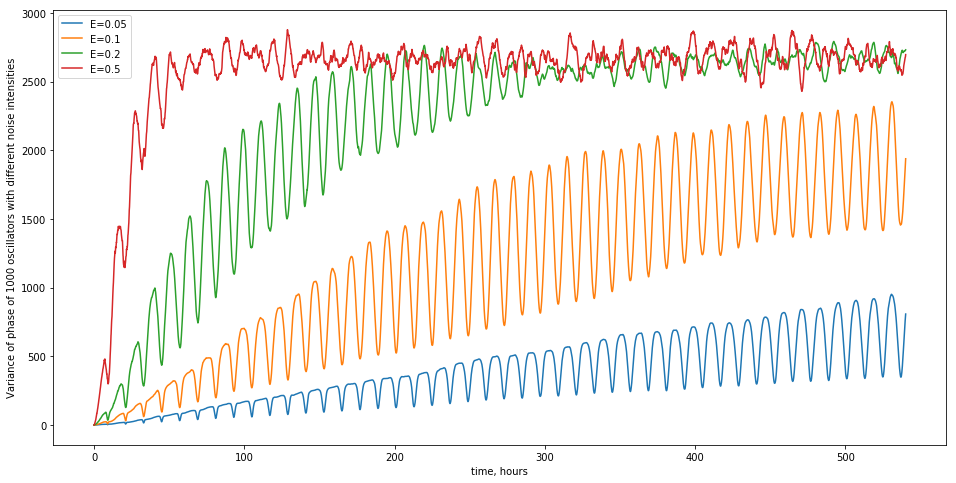 3000
2500
2000
1500
1000
500
0
Variance of phase of 1000 oscillators with different noise intensities
E=0.05
E=0.1
E=0.2
E=0.5
0
100
200
300
400
500
time, hours